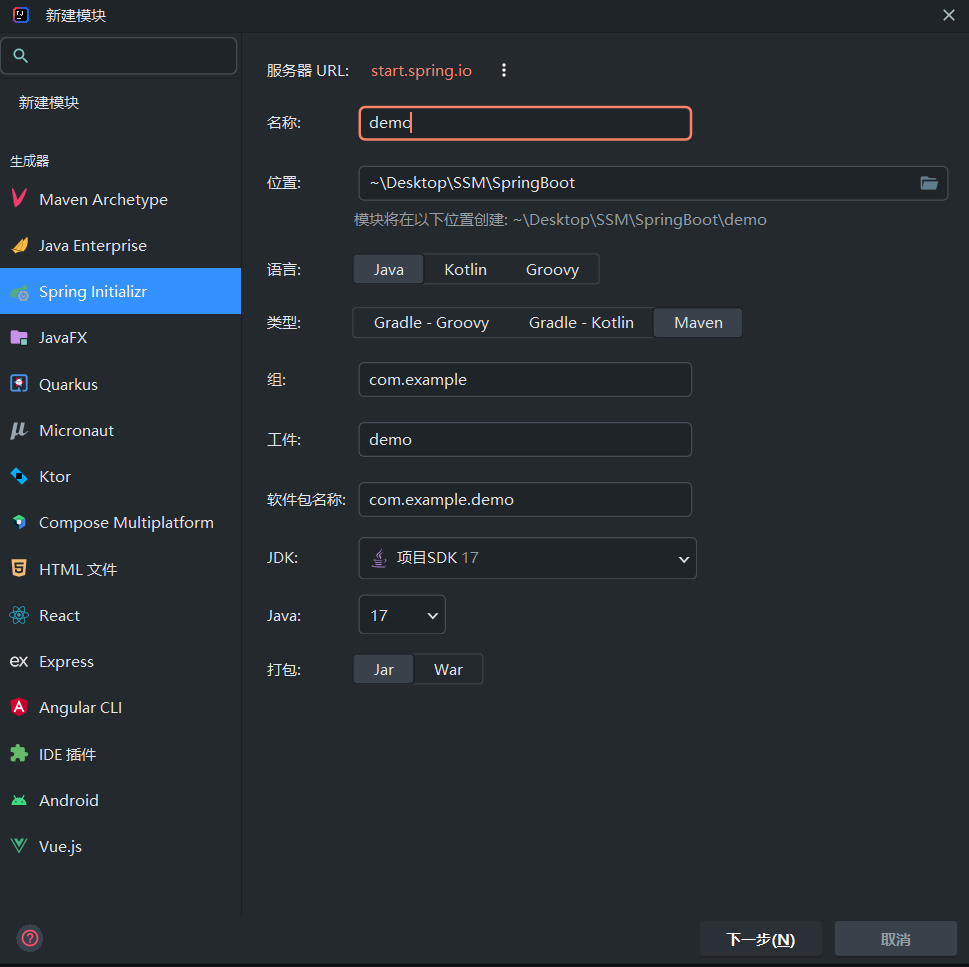 新建模块
新建模块
生成器
Maven Archetype
Java Enterprise
Spring Initializr
JavaFX
Quarkus
Micronaut
Ktor
Compose Multiplatform
HTML 文件
React
Express
Angular CLI
IDE 插件
Android
Vue.js
服务器 URL: start.spring.io
名称: demo
位置: ~\Desktop\SSM\SpringBoot
模块将在以下位置创建: ~\Desktop\SSM\SpringBoot\demo
语言: Java Kotlin Groovy
类型: Gradle - Groovy Gradle - Kotlin Maven
组: com.example
工件: demo
软件包名称: com.example.demo
JDK: 项目SDK 17
Java: 17
打包: Jar War
下一步(N) 取消